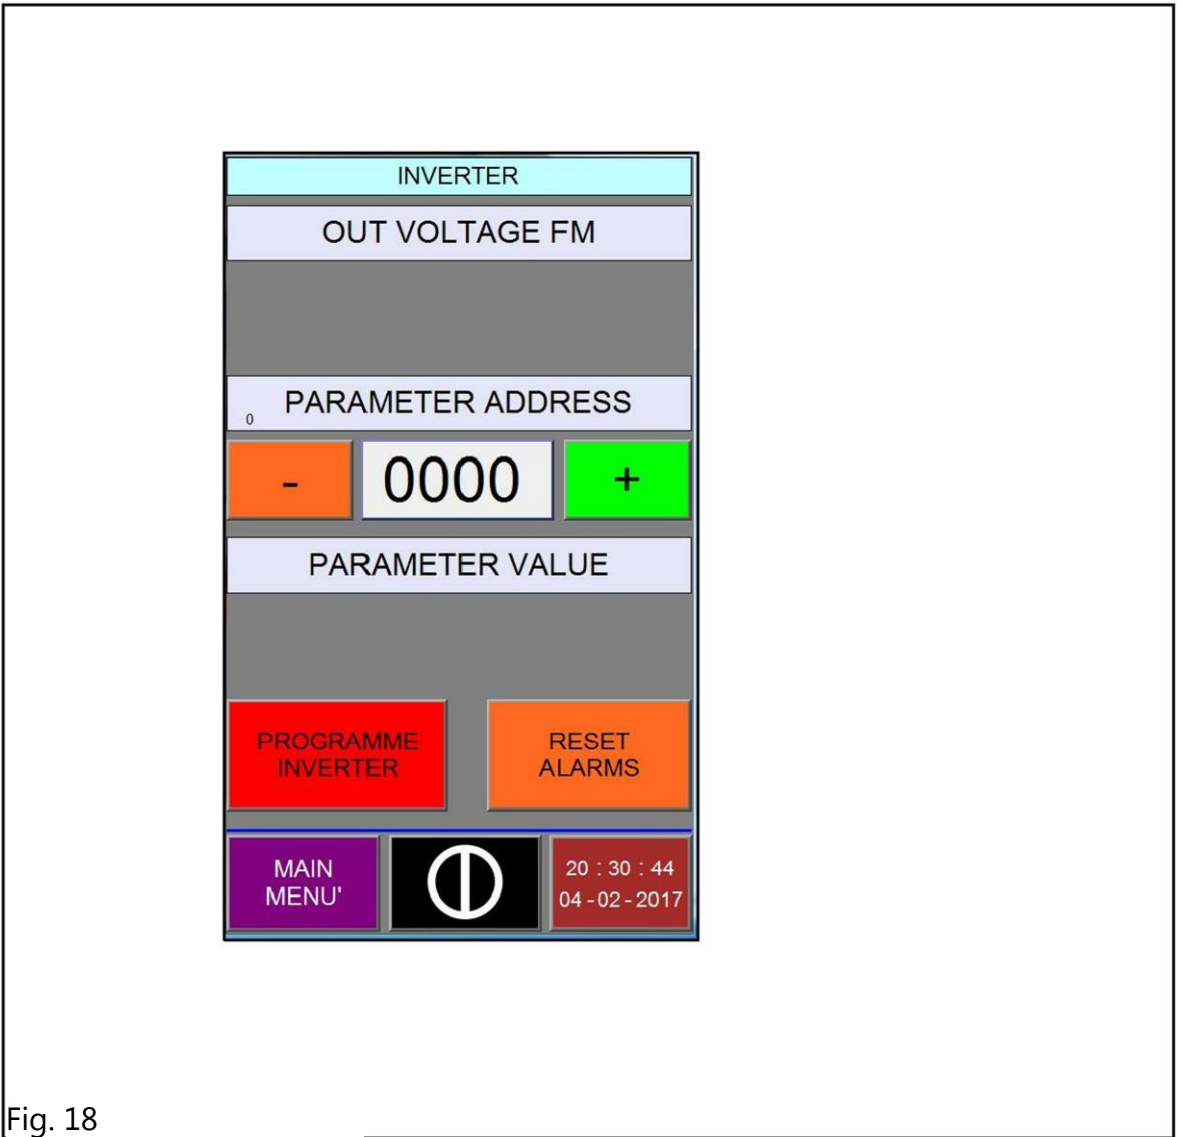 INVERTER
OUT VOLTAGE FM
PARAMETER ADDRESS
0
- 0000 +
PARAMETER VALUE
PROGRAMME
INVERTER
RESET
ALARMS
MAIN
MENU'
20 : 30 : 44
04 - 02 - 2017
Fig. 18